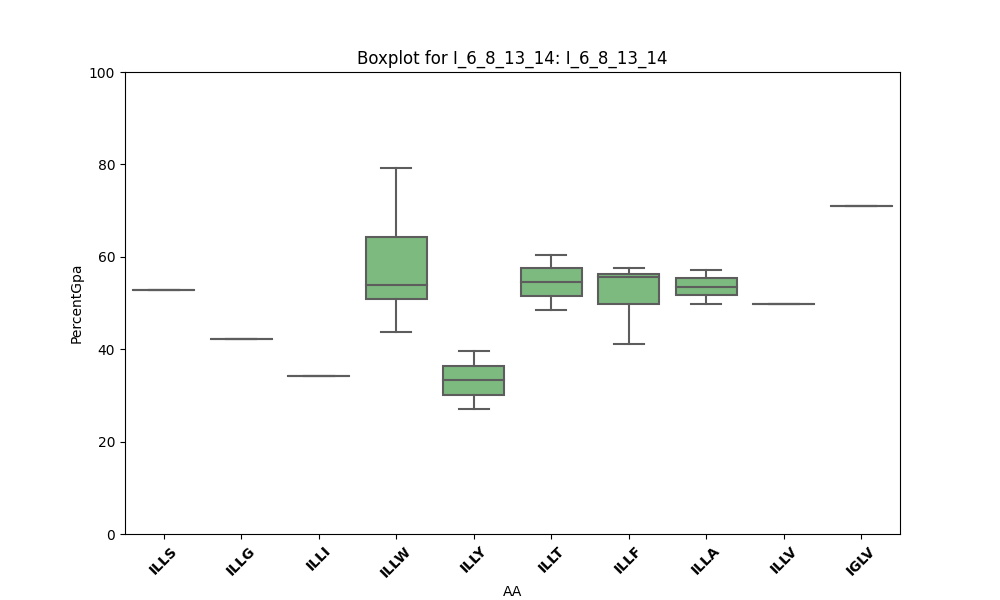 Boxplot for I_6_8_13_14: I_6_8_13_14
100
80
60
40
20
0
PercentGpa
ILLS
ILLG
ILLI
ILLW
ILLY
ILLT
ILLF
ILLA
ILLV
IGLV
AA